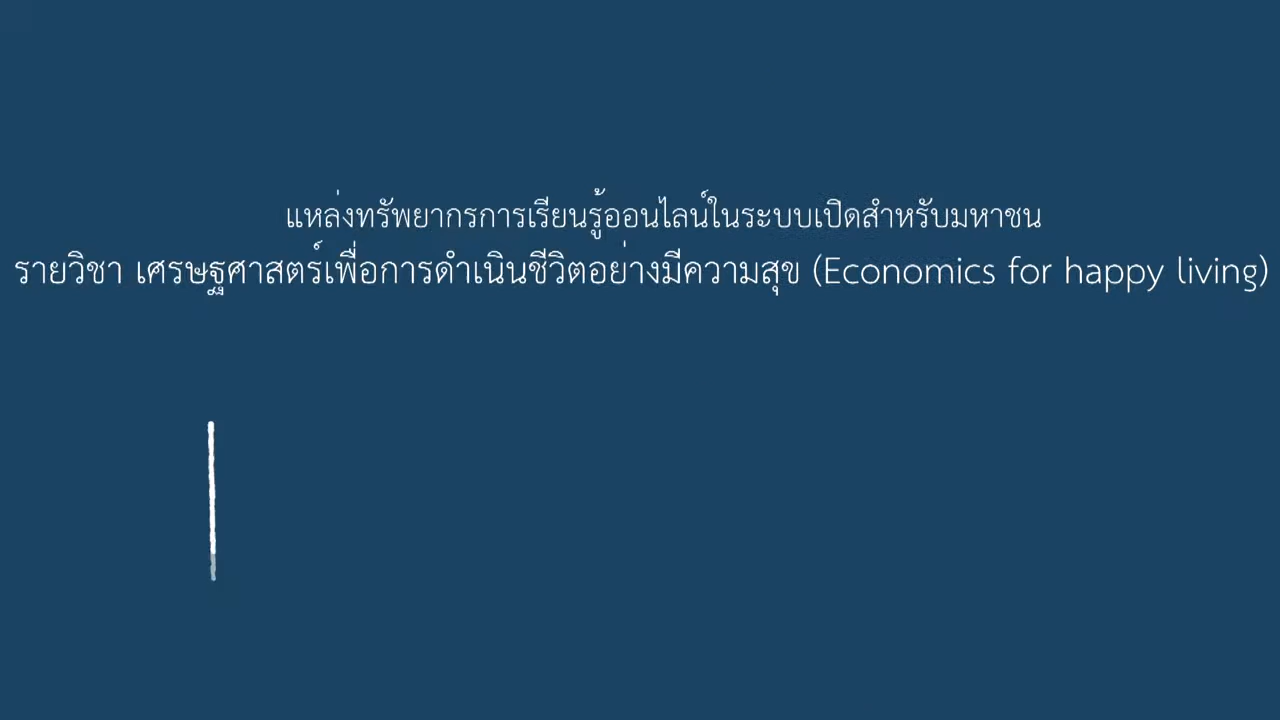 แหล่งทรัพยากรการเรียนรู้ออนไลน์ในระบบเปิดสำหรับมหาชน
รายวิชา เศรษฐศาสตร์เพื่อการดำเนินชีวิตอย่างมีความสุข (Economics for happy living)